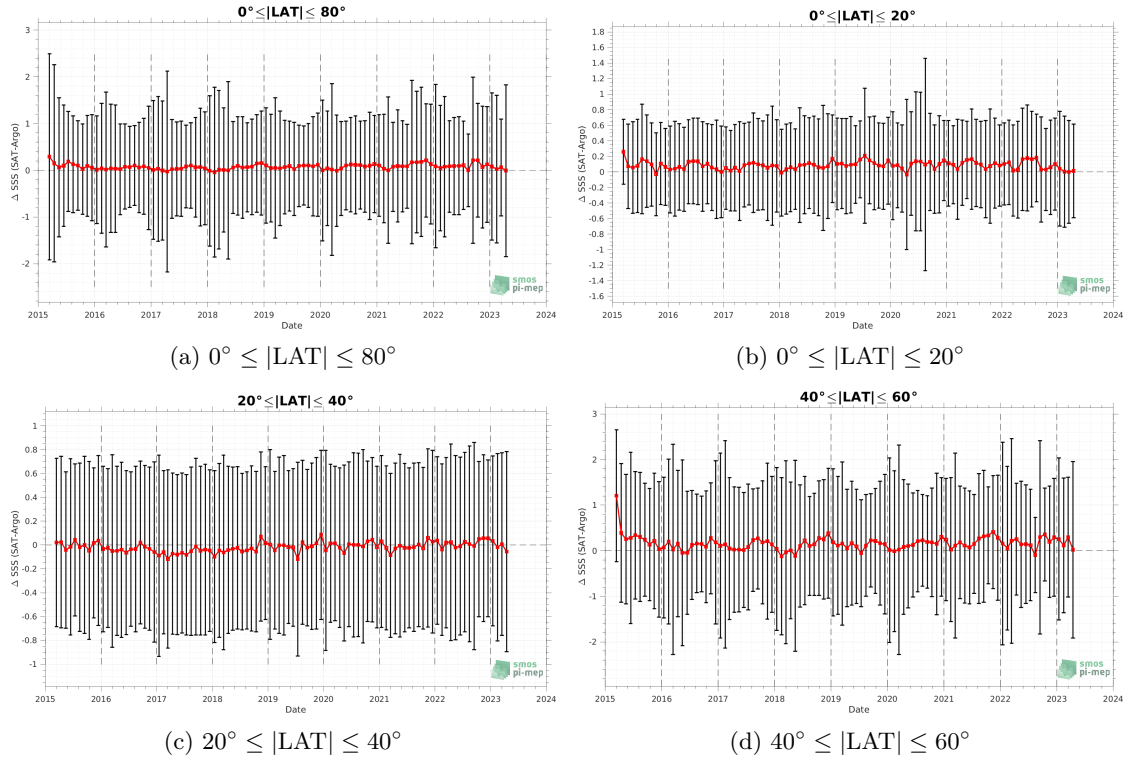 0°≤|LAT|≤ 80°
Δ SSS (SAT-Argo)
3
2
1
0
-1
-2
2015 2016 2017 2018 2019 2020 2021 2022 2023 2024
Date
smos
pi-mep
(a) 0° ≤ |LAT| ≤ 80°
0°≤|LAT|≤ 20°
Δ SSS (SAT-Argo)
1.8
1.6
1.4
1.2
1
0.8
0.6
0.4
0.2
0
-0.2
-0.4
-0.6
-0.8
-1
-1.2
-1.4
-1.6
2015 2016 2017 2018 2019 2020 2021 2022 2023 2024
Date
smos
pi-mep
(b) 0° ≤ |LAT| ≤ 20°
20°≤|LAT|≤ 40°
Δ SSS (SAT-Argo)
1
0.8
0.6
0.4
0.2
0
-0.2
-0.4
-0.6
-0.8
-1
2015 2016 2017 2018 2019 2020 2021 2022 2023 2024
Date
smos
pi-mep
(c) 20° ≤ |LAT| ≤ 40°
40°≤|LAT|≤ 60°
Δ SSS (SAT-Argo)
3
2
1
0
-1
-2
2015 2016 2017 2018 2019 2020 2021 2022 2023 2024
Date
smos
pi-mep
(d) 40° ≤ |LAT| ≤ 60°